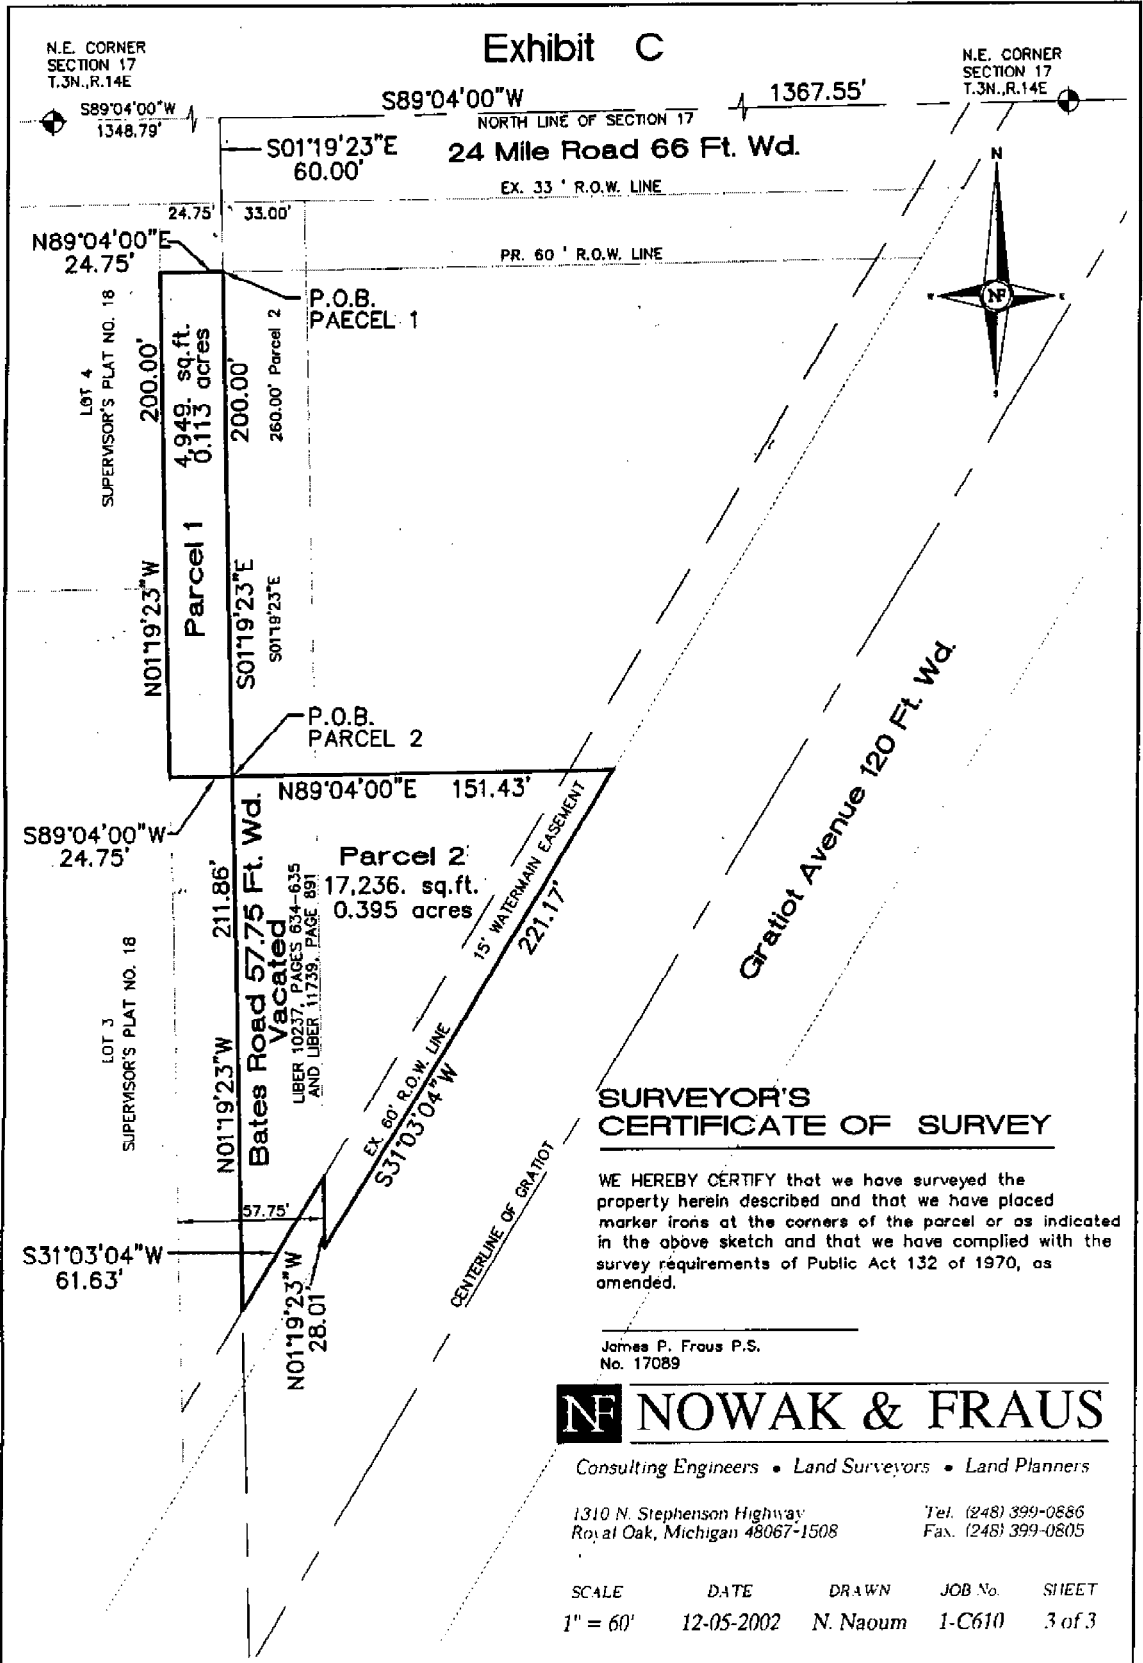 Exhibit C
N.E. CORNER
SECTION 17
T.3N.,R.14E
N.E. CORNER
SECTION 17
T.3N.,R.14E
S89°04'00"W
1348.79'
S89°04'00"W
1367.55'
NORTH LINE OF SECTION 17
S01°19'23"E
60.00'
24 Mile Road 66 Ft. Wd.
EX. 33 ' R.O.W. LINE
24.75'
33.00'
N
N89°04'00"E
24.75'
PR. 60 ' R.O.W. LINE
W
NF
E
S
P.O.B.
PAECEL 1
LOT 4
SUPERVISOR'S PLAT NO. 18
200.00'
4,949. sq.ft.
0.113 acres
200.00'
260.00' Parcel 2
Parcel 1
N01°19'23"W
S01°19'23"E
S01°19'23"E
P.O.B.
PARCEL 2
N89°04'00"E 151.43'
S89°04'00"W
24.75'
Gratiot Avenue 120 Ft. Wd.
Parcel 2
17,236. sq.ft.
0.395 acres
15' WATERMAIN EASEMENT
221.17'
211.86'
Bates Road 57.75 Ft. Wd.
Vacated
LIBER 10237, PAGES 634-635
AND LIBER 11739, PAGE 891
LOT 3
SUPERVISOR'S PLAT NO. 18
N01°19'23"W
EX. 60' R.O.W. LINE
S31°03'04"W
57.75'
S31°03'04"W
61.63'
N01°19'23"W
28.01'
CENTERLINE OF GRATIOT
SURVEYOR'S
CERTIFICATE OF SURVEY
WE HEREBY CERTIFY that we have surveyed the
property herein described and that we have placed
marker irons at the corners of the parcel or as indicated
in the above sketch and that we have complied with the
survey requirements of Public Act 132 of 1970, as
amended.
James P. Fraus P.S.
No. 17089
NF NOWAK & FRAUS
Consulting Engineers • Land Surveyors • Land Planners
1310 N. Stephenson Highway
Royal Oak, Michigan 48067-1508
Tel. (248) 399-0886
Fax. (248) 399-0805
SCALE DATE DRAWN JOB No. SHEET
1" = 60' 12-05-2002 N. Naoum 1-C610 3 of 3